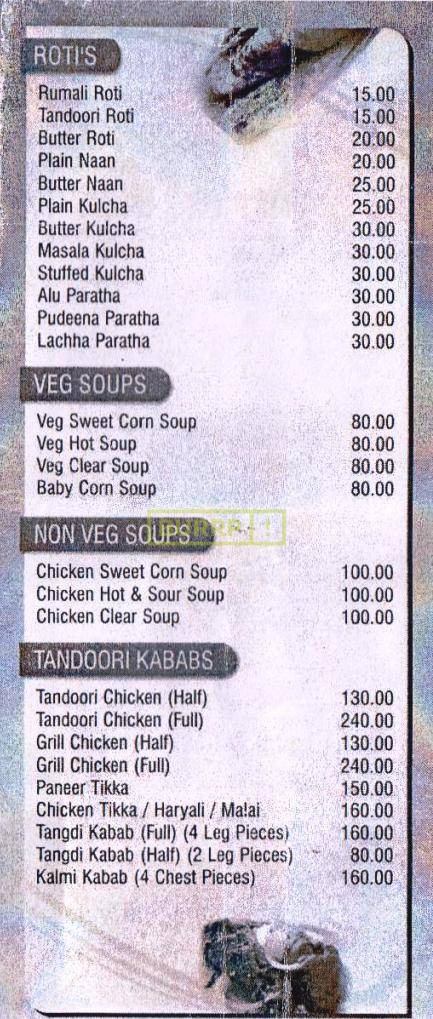 ROTI'S
Rumali Roti 15.00
Tandoori Roti 15.00
Butter Roti 20.00
Plain Naan 20.00
Butter Naan 25.00
Plain Kulcha 25.00
Butter Kulcha 30.00
Masala Kulcha 30.00
Stuffed Kulcha 30.00
Alu Paratha 30.00
Pudeena Paratha 30.00
Lachha Paratha 30.00
VEG SOUPS
Veg Sweet Corn Soup 80.00
Veg Hot Soup 80.00
Veg Clear Soup 80.00
Baby Corn Soup 80.00
NON VEG SOUPS
Chicken Sweet Corn Soup 100.00
Chicken Hot & Sour Soup 100.00
Chicken Clear Soup 100.00
TANDOORI KABABS
Tandoori Chicken (Half) 130.00
Tandoori Chicken (Full) 240.00
Grill Chicken (Half) 130.00
Grill Chicken (Full) 240.00
Paneer Tikka 150.00
Chicken Tikka / Haryali / Malai 160.00
Tangdi Kabab (Full) (4 Leg Pieces) 160.00
Tangdi Kabab (Half) (2 Leg Pieces) 80.00
Kalmi Kabab (4 Chest Pieces) 160.00